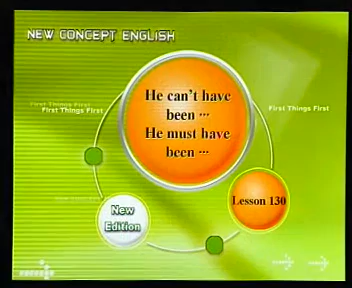 NEW CONCEPT ENGLISH
First Things First
First Things First
First Things First
He can't have
been ···
He must have
been ···
Lesson 130
New
Edition